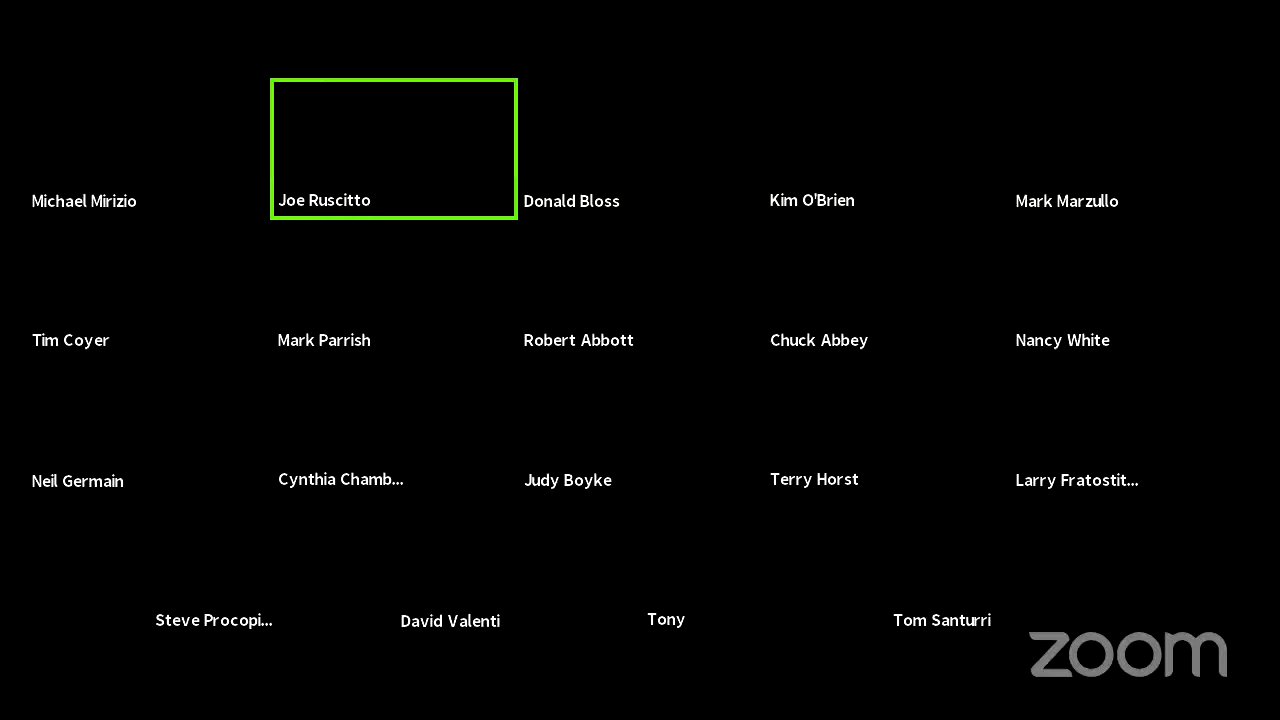 Michael Mirizio
Joe Ruscitto
Donald Bloss
Kim O'Brien
Mark Marzullo
Tim Coyer
Mark Parrish
Robert Abbott
Chuck Abbey
Nancy White
Neil Germain
Cynthia Chamb...
Judy Boyke
Terry Horst
Larry Fratostit...
Steve Procopi...
David Valenti
Tony
Tom Santurri
zoom